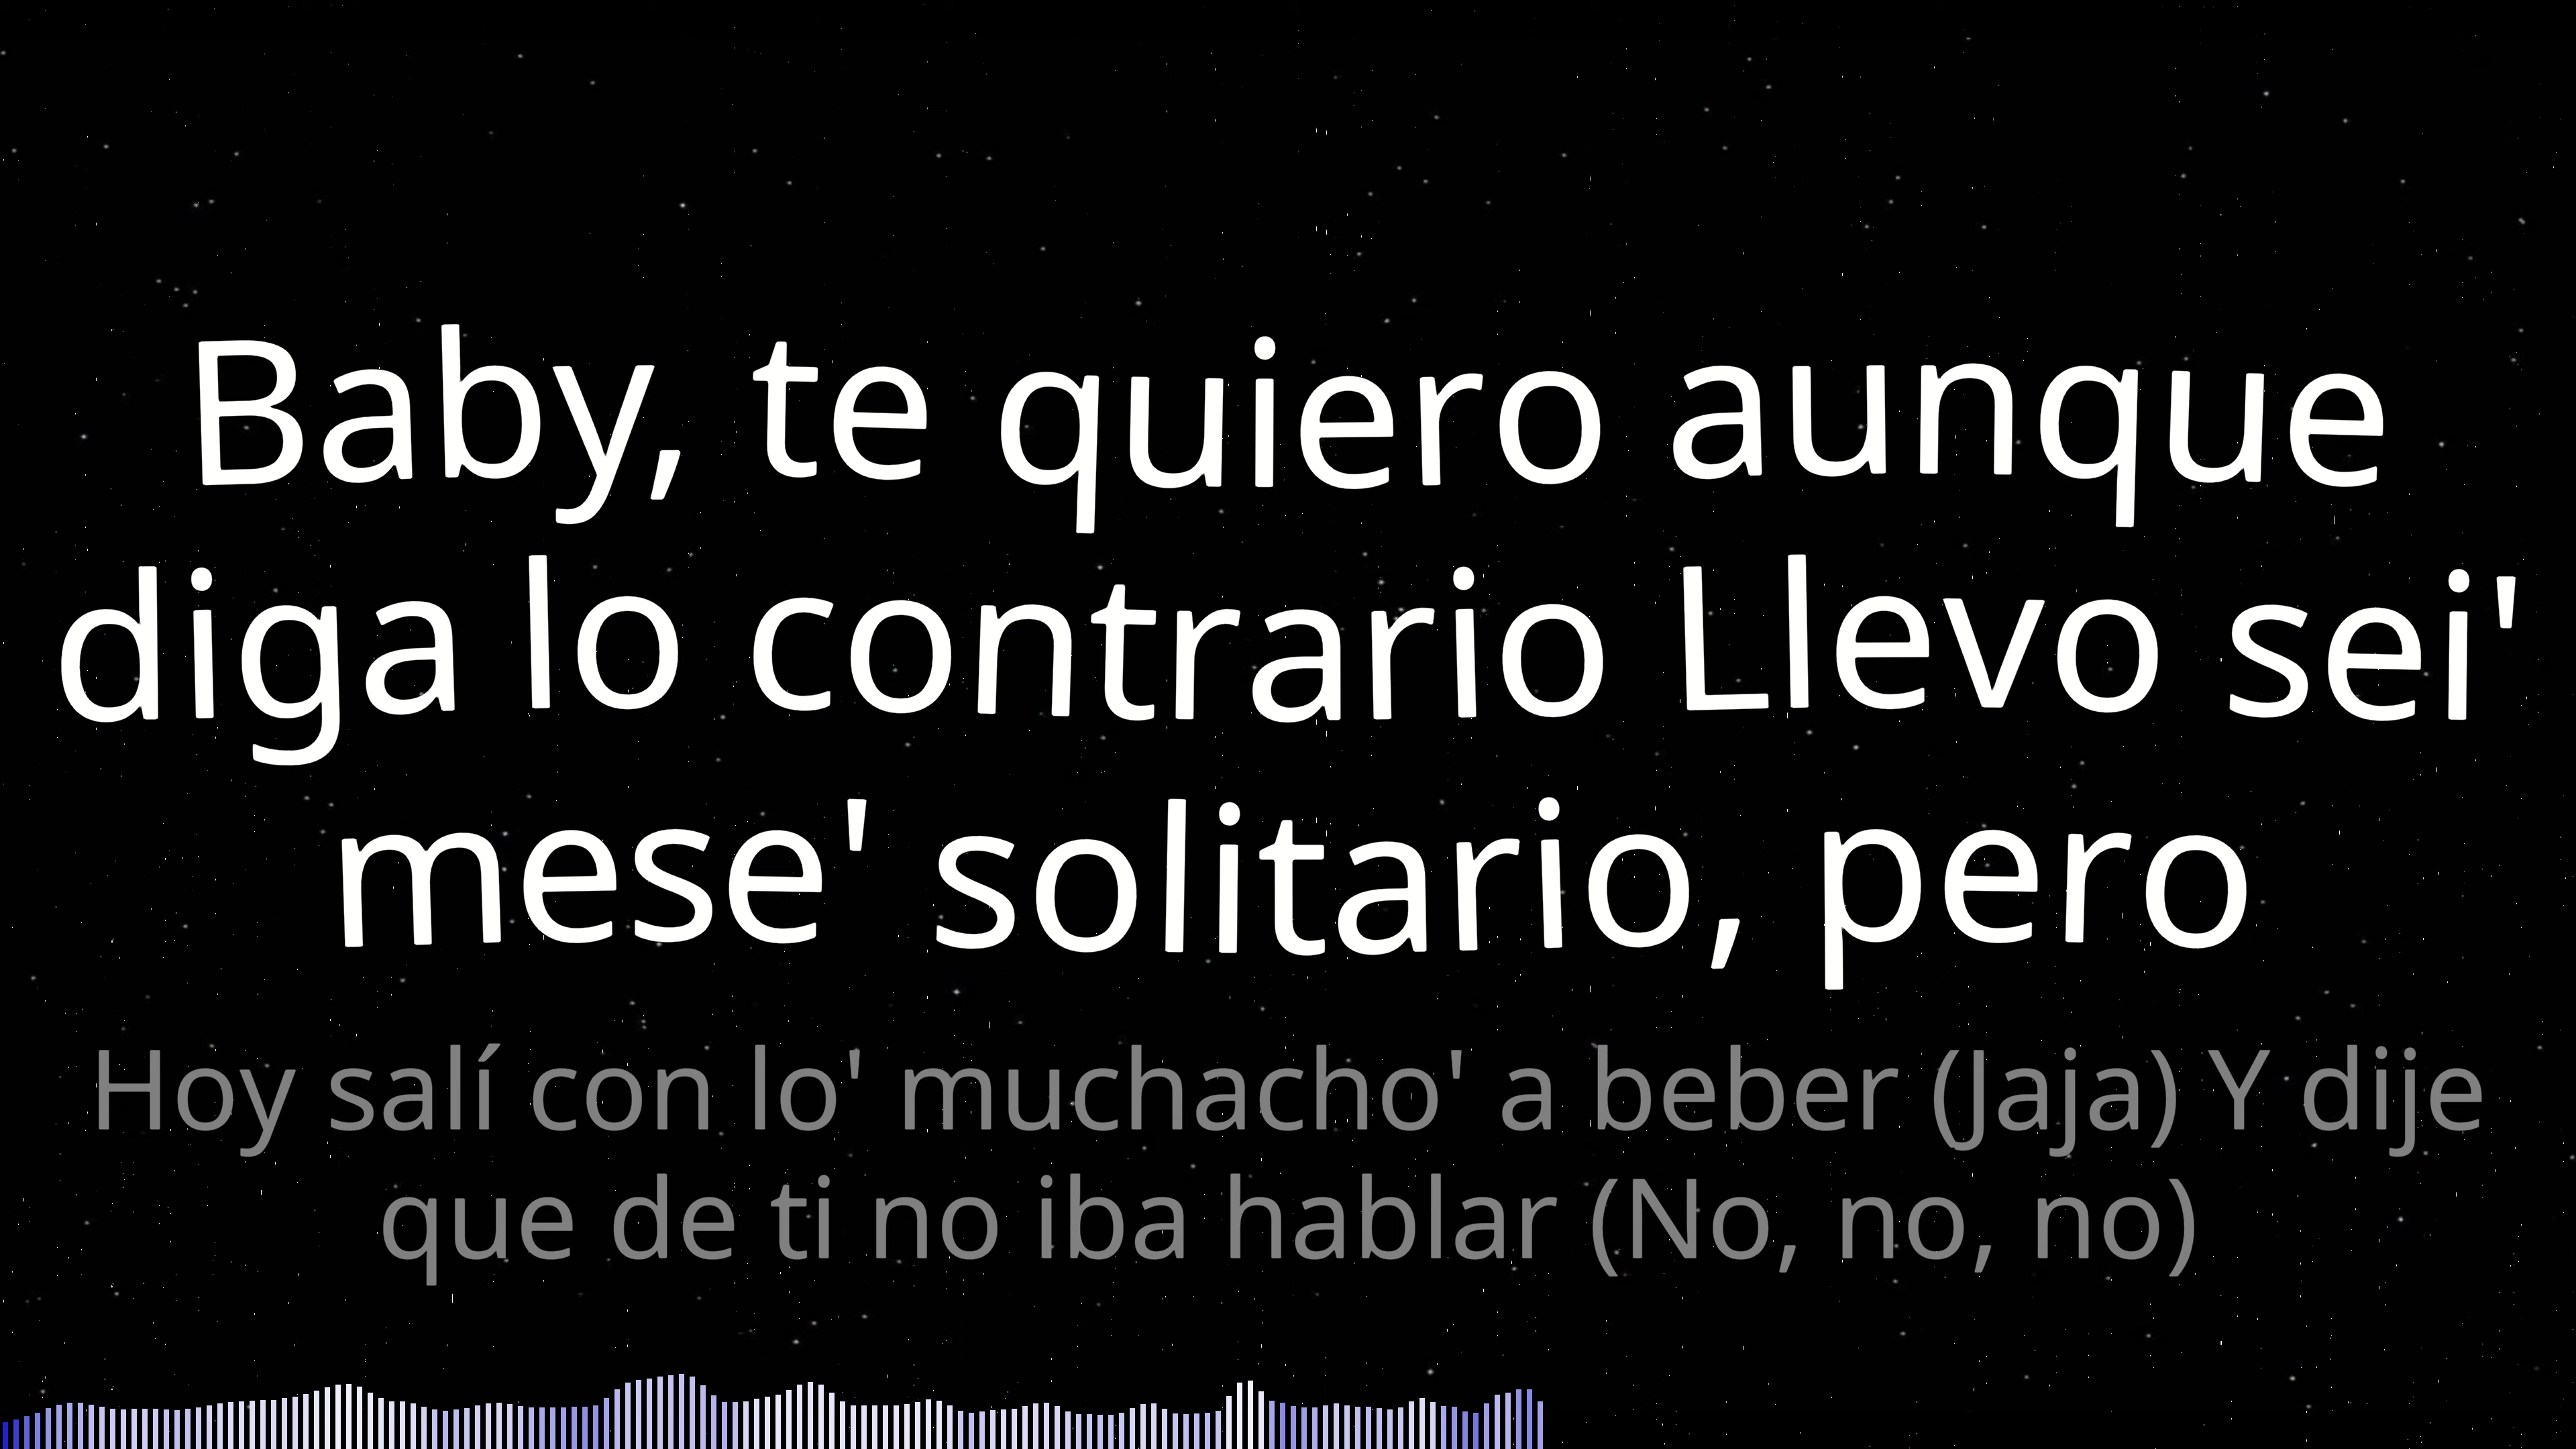 Baby, te quiero aunque
diga lo contrario Llevo sei'
mese' solitario, pero
Hoy salí con lo' muchacho' a beber (Jaja) Y dije
que de ti no iba hablar (No, no, no)